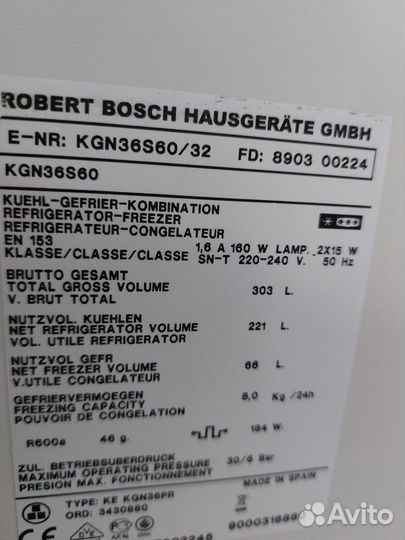 ROBERT BOSCH HAUSGERÄTE GMBH
E-NR: KGN36S60/32 FD: 8903 00224
KGN36S60
KUEHL-GEFRIER-KOMBINATION
REFRIGERATOR-FREEZER
REFRIGERATEUR-CONGELATEUR
EN 153 1,6 A 160 W LAMP. 2X15 W
KLASSE/CLASSE/CLASSE SN-T 220-240 V. 50 Hz
BRUTTO GESAMT
TOTAL GROSS VOLUME 303 L.
V. BRUT TOTAL
NUTZVOL. KUEHLEN
NET REFRIGERATOR VOLUME 221 L.
VOL. UTILE REFRIGERATOR
NUTZVOL GEFR
NET FREEZER VOLUME 66 L.
V.UTILE CONGELATEUR
GEFRIERVERMOEGEN
FREEZING CAPACITY 8,0 Kg /24h
POUVOIR DE CONGELATION
R600a 46 g. 184 W.
ZUL. BETRIEBSUBERDRUCK
MAXIMUM OPERATING PRESSURE 30/6 Bar
PRESION MAX. FONCTIONNEMENT
MADE IN SPAIN
TYPE: KE KGN36PR
ORD: 3430860
CE
900031688
Avito